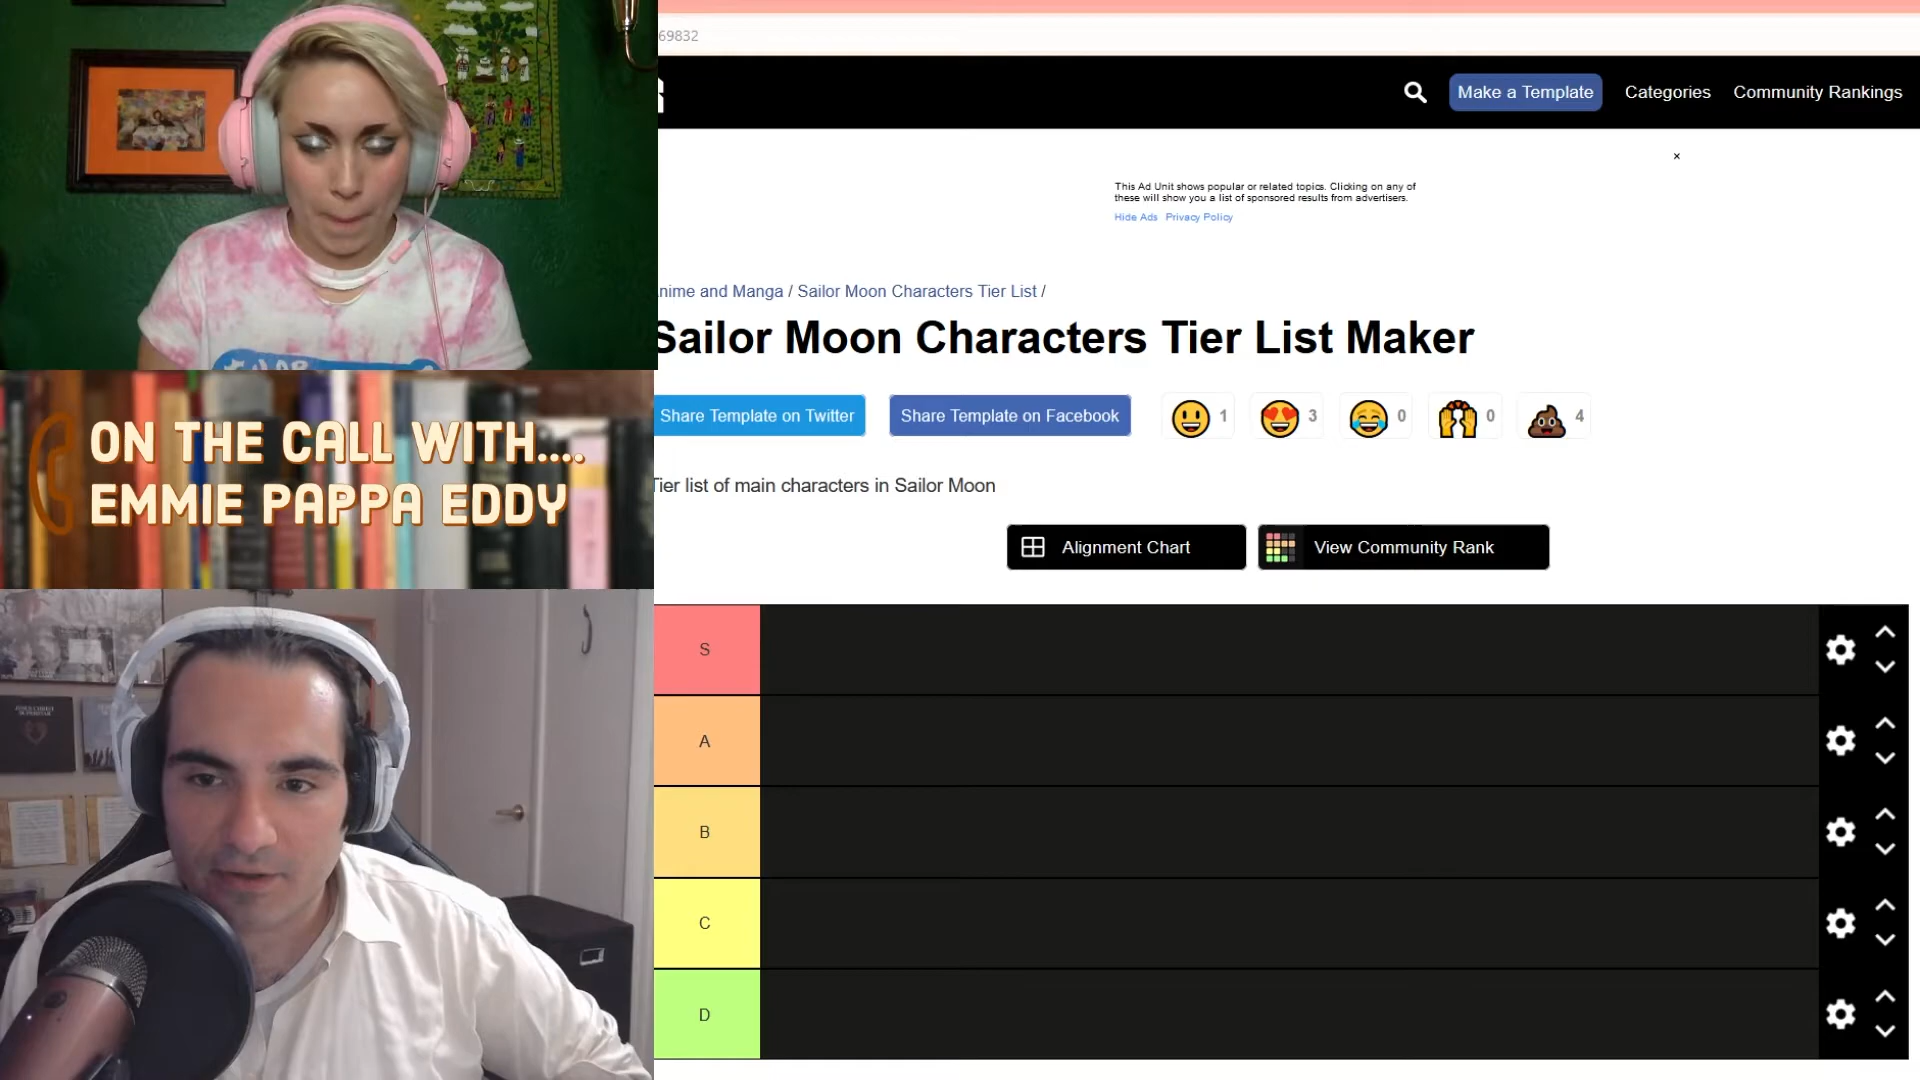 69832
Make a Template
Categories
Community Rankings
×
This Ad Unit shows popular or related topics. Clicking on any of
these will show you a list of sponsored results from advertisers.
Hide Ads Privacy Policy
nime and Manga / Sailor Moon Characters Tier List /
Sailor Moon Characters Tier List Maker
Share Template on Twitter
Share Template on Facebook
1
3
0
0
4
Tier list of main characters in Sailor Moon
Alignment Chart
View Community Rank
ON THE CALL WITH....
EMMIE PAPPA EDDY
S
A
B
C
D